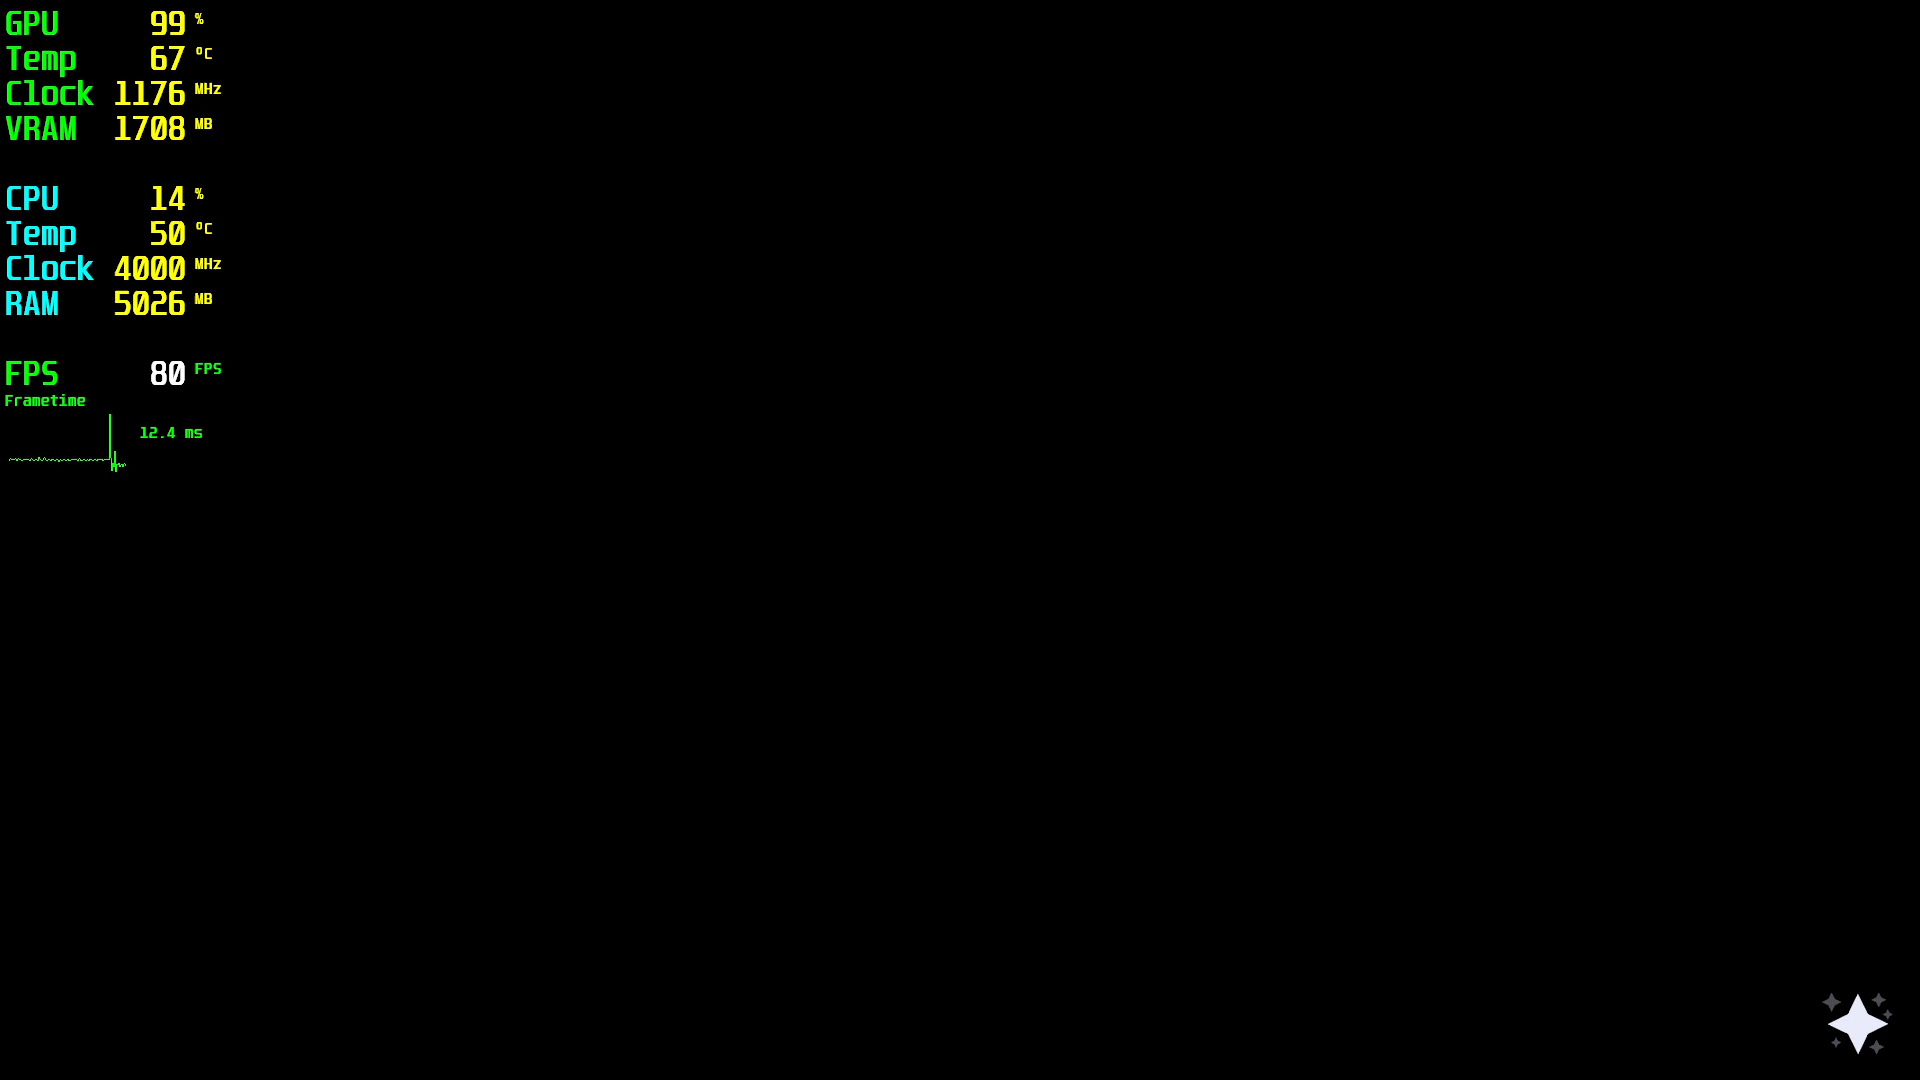 GPU 99 %
Temp 67 °C
Clock 1176 MHz
VRAM 1708 MB
CPU 14 %
Temp 50 °C
Clock 4000 MHz
RAM 5026 MB
FPS 80 FPS
Frametime
12.4 ms